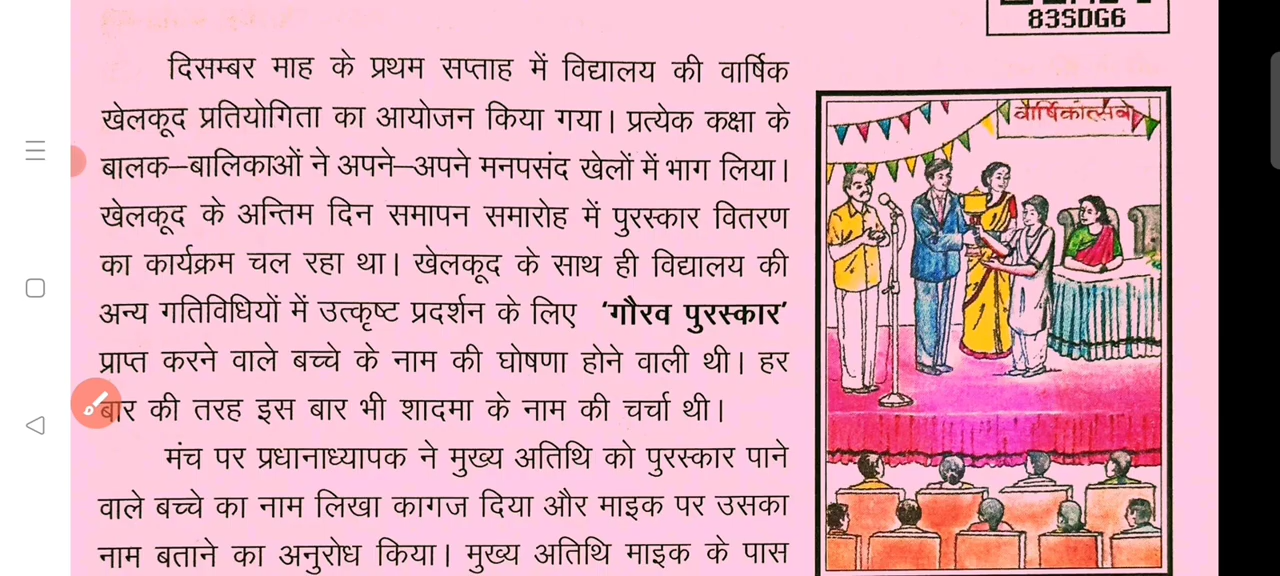 83SDG6
दिसम्बर माह के प्रथम सप्ताह में विद्यालय की वार्षिक
खेलकूद प्रतियोगिता का आयोजन किया गया। प्रत्येक कक्षा के
बालक–बालिकाओं ने अपने–अपने मनपसंद खेलों में भाग लिया।
खेलकूद के अन्तिम दिन समापन समारोह में पुरस्कार वितरण
का कार्यक्रम चल रहा था। खेलकूद के साथ ही विद्यालय की
अन्य गतिविधियों में उत्कृष्ट प्रदर्शन के लिए 'गौरव पुरस्कार'
प्राप्त करने वाले बच्चे के नाम की घोषणा होने वाली थी। हर
बार की तरह इस बार भी शादमा के नाम की चर्चा थी।
मंच पर प्रधानाध्यापक ने मुख्य अतिथि को पुरस्कार पाने
वाले बच्चे का नाम लिखा कागज दिया और माइक पर उसका
नाम बताने का अनुरोध किया। मुख्य अतिथि माइक के पास
वार्षिकोत्सव